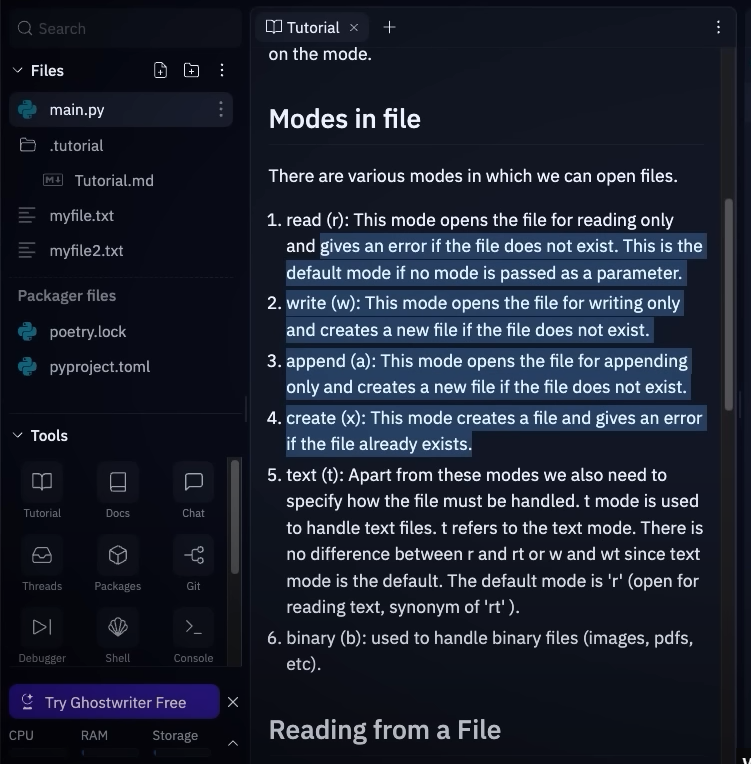 Search
Files
main.py
.tutorial
M↓ Tutorial.md
myfile.txt
myfile2.txt
Packager files
poetry.lock
pyproject.toml
Tools
Tutorial Docs Chat
Threads Packages Git
Debugger Shell Console
Try Ghostwriter Free
CPU RAM Storage
Tutorial
on the mode.
Modes in file
There are various modes in which we can open files.
1. read (r): This mode opens the file for reading only
and gives an error if the file does not exist. This is the
default mode if no mode is passed as a parameter.
2. write (w): This mode opens the file for writing only
and creates a new file if the file does not exist.
3. append (a): This mode opens the file for appending
only and creates a new file if the file does not exist.
4. create (x): This mode creates a file and gives an error
if the file already exists.
5. text (t): Apart from these modes we also need to
specify how the file must be handled. t mode is used
to handle text files. t refers to the text mode. There is
no difference between r and rt or w and wt since text
mode is the default. The default mode is 'r' (open for
reading text, synonym of 'rt' ).
6. binary (b): used to handle binary files (images, pdfs,
etc).
Reading from a File